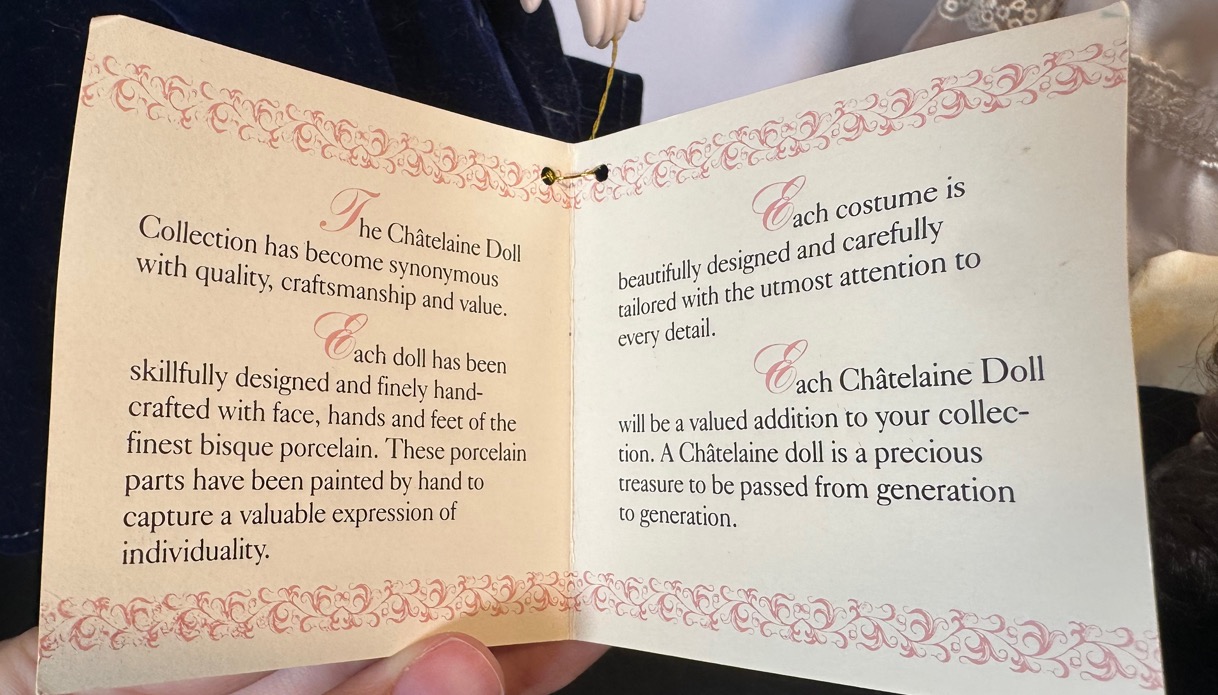 The Châtelaine Doll
Collection has become synonymous
with quality, craftsmanship and value.
Each doll has been
skillfully designed and finely hand-
crafted with face, hands and feet of the
finest bisque porcelain. These porcelain
parts have been painted by hand to
capture a valuable expression of
individuality.
Each costume is
beautifully designed and carefully
tailored with the utmost attention to
every detail.
Each Châtelaine Doll
will be a valued addition to your collec-
tion. A Châtelaine doll is a precious
treasure to be passed from generation
to generation.